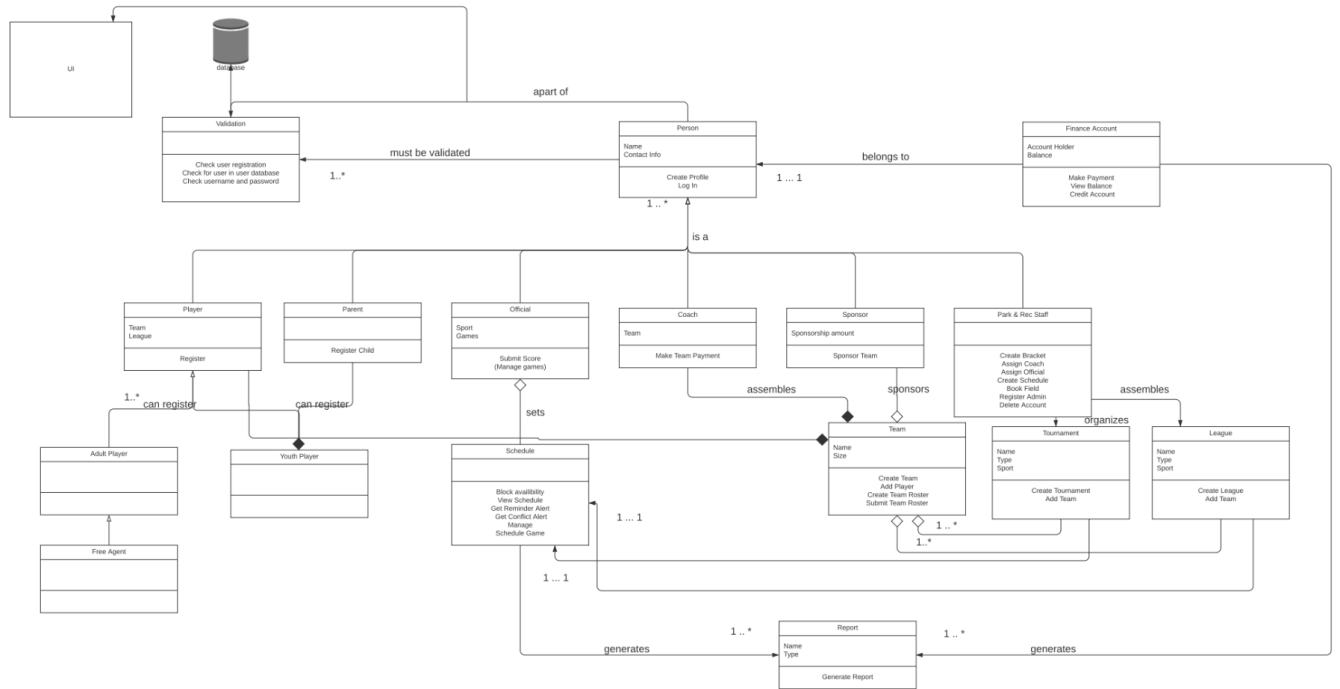 UI
database
apart of
Validation
Check user registration
Check for user in user database
Check username and password
must be validated
1..*
Person
Name
Contact Info
Create Profile
Log In
belongs to
1 ... 1
Finance Account
Account Holder
Balance
Make Payment
View Balance
Credit Account
1 .. *
is a
Player
Team
League
Register
Parent
Register Child
Official
Sport
Games
Submit Score
(Manage games)
Coach
Team
Make Team Payment
Sponsor
Sponsorship amount
Sponsor Team
Park & Rec Staff
Create Bracket
Assign Coach
Assign Official
Create Schedule
Book Field
Register Admin
Delete Account
1..*
can register
can register
sets
assembles
sponsors
assembles
organizes
Adult Player
Youth Player
Schedule
Block availibility
View Schedule
Get Reminder Alert
Get Conflict Alert
Manage
Schedule Game
Team
Name
Size
Create Team
Add Player
Create Team Roster
Submit Team Roster
Tournament
Name
Type
Sport
Create Tournament
Add Team
League
Name
Type
Sport
Create League
Add Team
1 ... 1
1 .. *
1..*
Free Agent
1 ... 1
generates
1 .. *
Report
Name
Type
Generate Report
1 .. *
generates